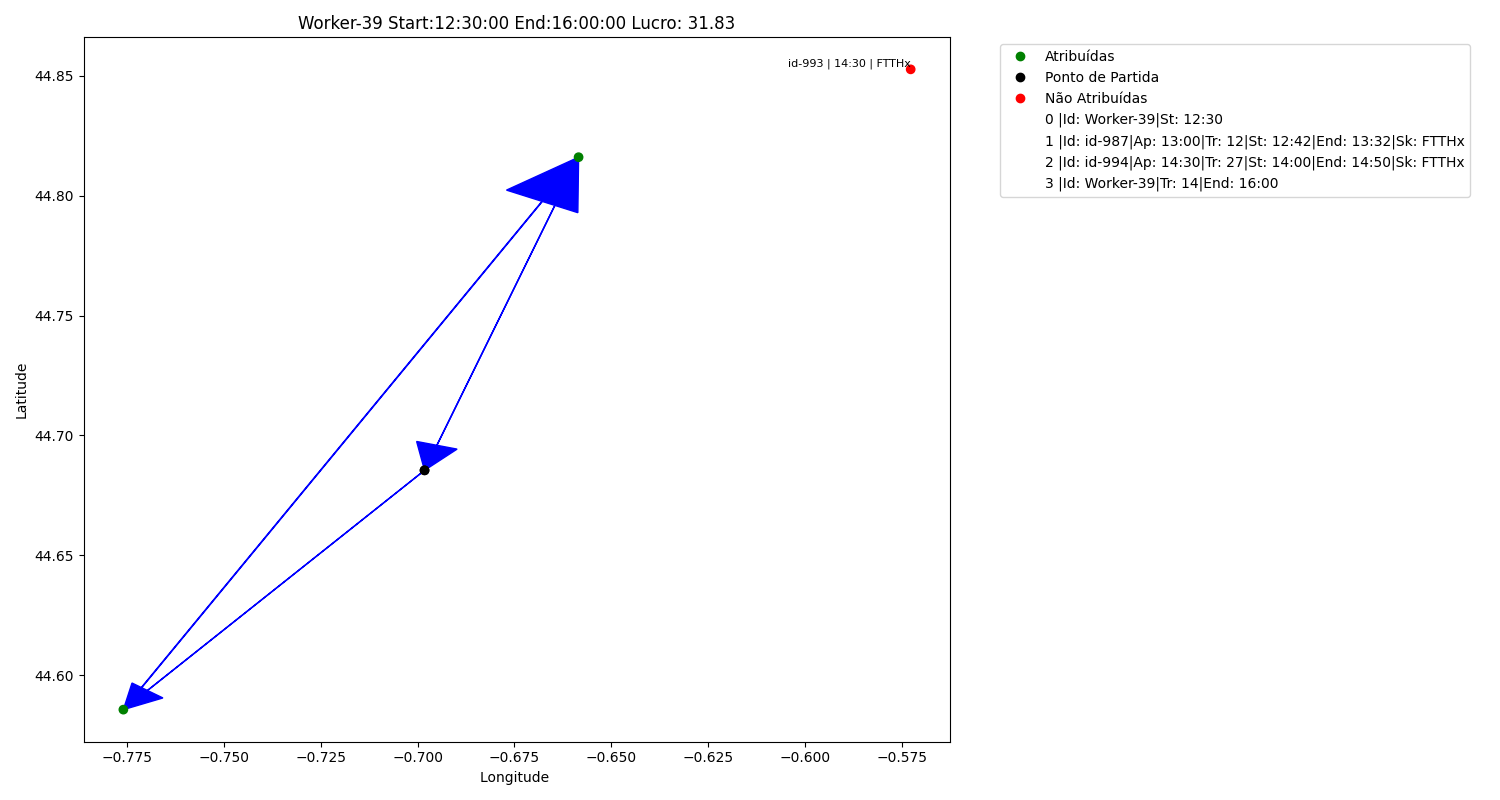 Worker-39 Start:12:30:00 End:16:00:00 Lucro: 31.83
id-993 | 14:30 | FTTHx
44.85
44.80
44.75
44.70
44.65
44.60
Latitude
−0.775
−0.750
−0.725
−0.700
−0.675
−0.650
−0.625
−0.600
−0.575
Longitude
Atribuídas
Ponto de Partida
Não Atribuídas
0 |Id: Worker-39|St: 12:30
1 |Id: id-987|Ap: 13:00|Tr: 12|St: 12:42|End: 13:32|Sk: FTTHx
2 |Id: id-994|Ap: 14:30|Tr: 27|St: 14:00|End: 14:50|Sk: FTTHx
3 |Id: Worker-39|Tr: 14|End: 16:00